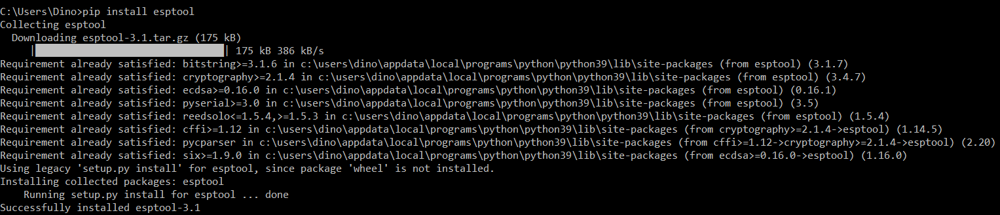 C:\Users\Dino>pip install esptool
Collecting esptool
  Downloading esptool-3.1.tar.gz (175 kB)
     |████████████████████████████████| 175 kB 386 kB/s
Requirement already satisfied: bitstring>=3.1.6 in c:\users\dino\appdata\local\programs\python\python39\lib\site-packages (from esptool) (3.1.7)
Requirement already satisfied: cryptography>=2.1.4 in c:\users\dino\appdata\local\programs\python\python39\lib\site-packages (from esptool) (3.4.7)
Requirement already satisfied: ecdsa>=0.16.0 in c:\users\dino\appdata\local\programs\python\python39\lib\site-packages (from esptool) (0.16.1)
Requirement already satisfied: pyserial>=3.0 in c:\users\dino\appdata\local\programs\python\python39\lib\site-packages (from esptool) (3.5)
Requirement already satisfied: reedsolo<=1.5.4,>=1.5.3 in c:\users\dino\appdata\local\programs\python\python39\lib\site-packages (from esptool) (1.5.4)
Requirement already satisfied: cffi>=1.12 in c:\users\dino\appdata\local\programs\python\python39\lib\site-packages (from cryptography>=2.1.4->esptool) (1.14.5)
Requirement already satisfied: pycparser in c:\users\dino\appdata\local\programs\python\python39\lib\site-packages (from cffi>=1.12->cryptography>=2.1.4->esptool) (2.20)
Requirement already satisfied: six>=1.9.0 in c:\users\dino\appdata\local\programs\python\python39\lib\site-packages (from ecdsa>=0.16.0->esptool) (1.16.0)
Using legacy 'setup.py install' for esptool, since package 'wheel' is not installed.
Installing collected packages: esptool
    Running setup.py install for esptool ... done
Successfully installed esptool-3.1